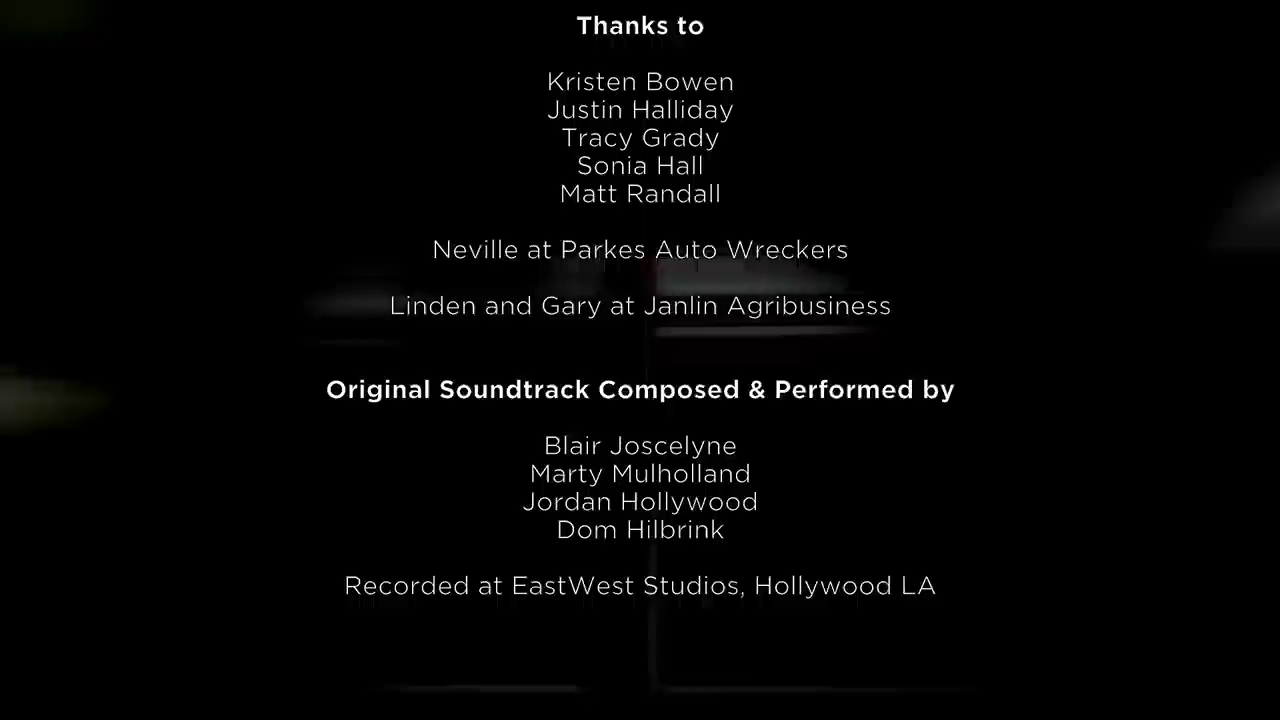 Thanks to
Kristen Bowen
Justin Halliday
Tracy Grady
Sonia Hall
Matt Randall
Neville at Parkes Auto Wreckers
Linden and Gary at Janlin Agribusiness
Original Soundtrack Composed & Performed by
Blair Joscelyne
Marty Mulholland
Jordan Hollywood
Dom Hilbrink
Recorded at EastWest Studios, Hollywood LA